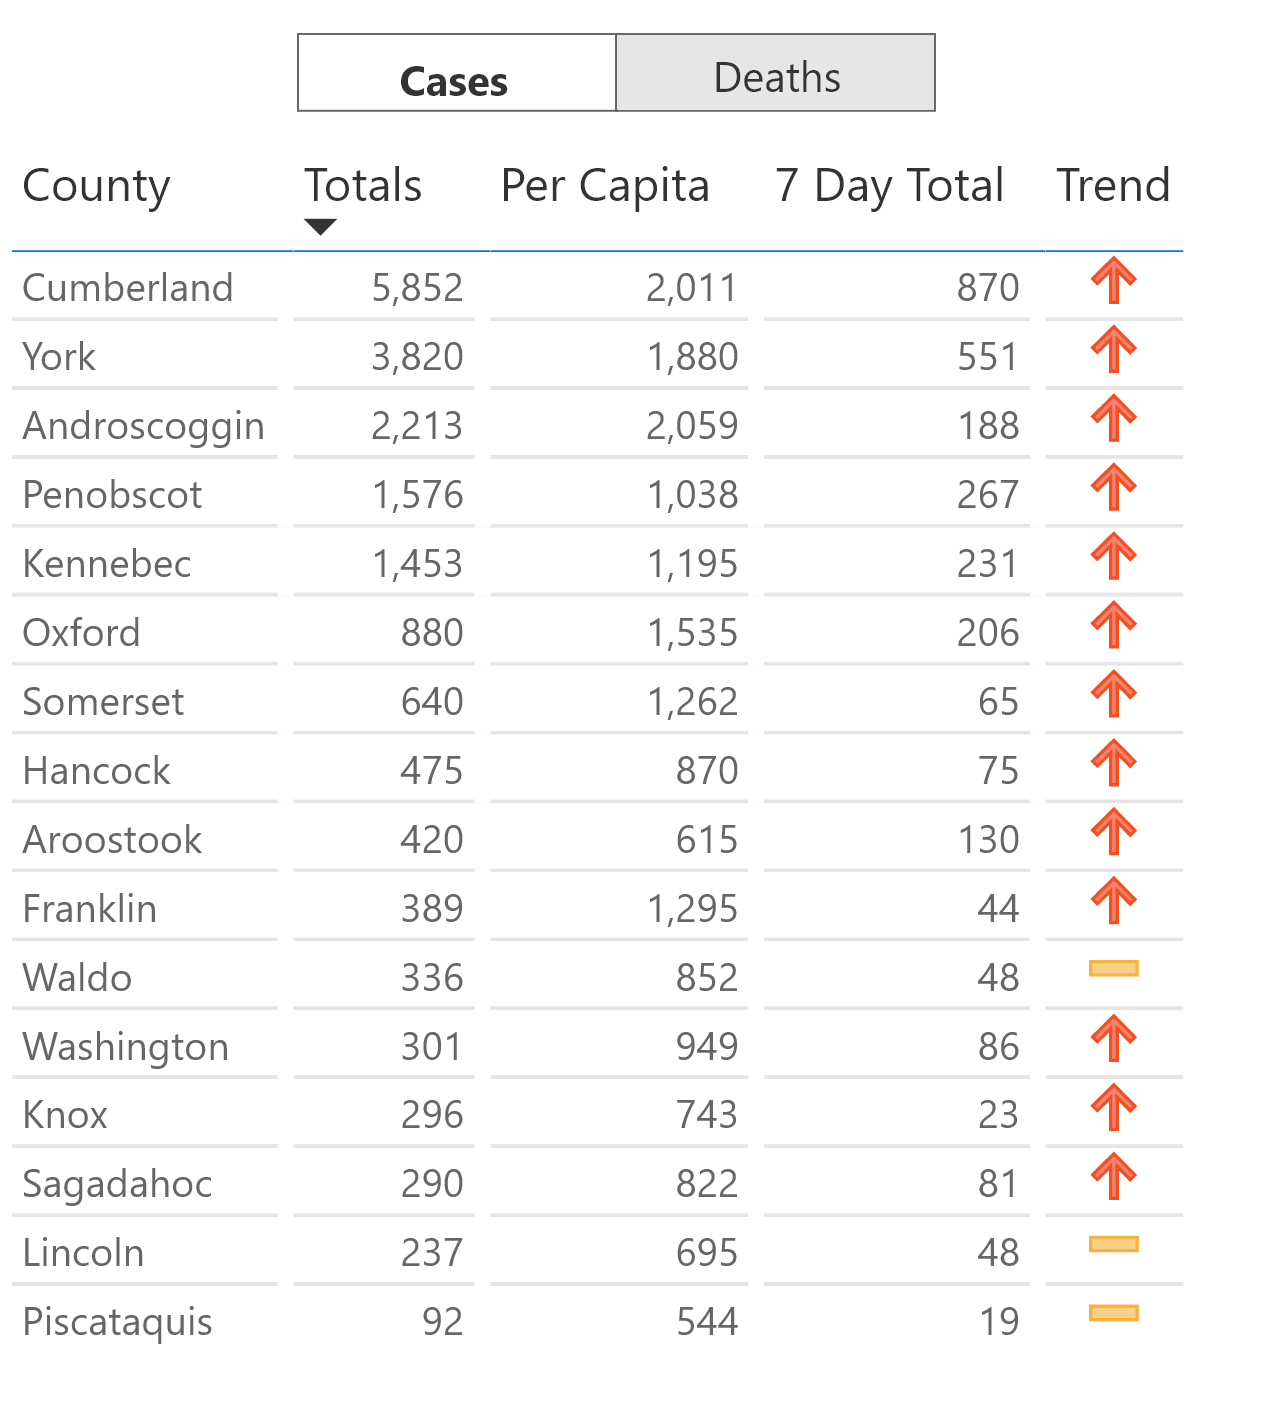 Cases Deaths
County Totals Per Capita 7 Day Total Trend
Cumberland 5,852 2,011 870
York 3,820 1,880 551
Androscoggin 2,213 2,059 188
Penobscot 1,576 1,038 267
Kennebec 1,453 1,195 231
Oxford 880 1,535 206
Somerset 640 1,262 65
Hancock 475 870 75
Aroostook 420 615 130
Franklin 389 1,295 44
Waldo 336 852 48
Washington 301 949 86
Knox 296 743 23
Sagadahoc 290 822 81
Lincoln 237 695 48
Piscataquis 92 544 19